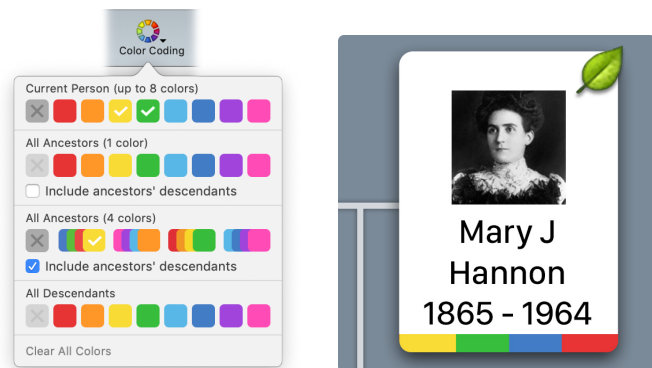 Color Coding
Current Person (up to 8 colors)
All Ancestors (1 color)
Include ancestors' descendants
All Ancestors (4 colors)
Include ancestors' descendants
All Descendants
Clear All Colors
Mary J
Hannon
1865 - 1964